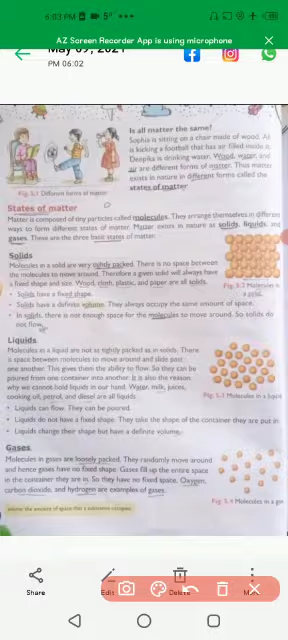 6:03 PM
5°
AZ Screen Recorder App is using microphone
May 09, 2021
PM 06:02
Is all matter the same?
Sophia is sitting on a chair made of wood. Ali
is kicking a football that has air filled inside it.
Deepika is drinking water. Wood, water and
air are different forms of matter. Thus matter
exists in nature in different forms called the
states of matter.
Fig. 5.1 Different forms of matter
States of matter
Matter is composed of tiny particles called molecules. They arrange themselves in different
ways to form different states of matter. Matter exists in nature as solids, liquids, and
gases. These are the three basic states of matter.
Solids
Molecules in a solid are very tightly packed. There is no space between
the molecules to move around. Therefore a given solid will always have
a fixed shape and size. Wood, cloth, plastic, and paper are all solids.
• Solids have a fixed shape.
• Solids have a definite volume. They always occupy the same amount of space.
• In solids, there is not enough space for the molecules to move around. So solids do
not flow.
Fig. 5.2 Molecules in
a solid
Liquids
Molecules in a liquid are not as tightly packed as in solids. There
is space between molecules to move around and slide past
one another. This gives them the ability to flow. So they can be
poured from one container into another. It is also the reason
why we cannot hold liquids in our hand. Water, milk, juices,
cooking oil, petrol, and diesel are all liquids.
• Liquids can flow. They can be poured.
• Liquids do not have a fixed shape. They take the shape of the container they are put in.
• Liquids change their shape but have a definite volume.
Fig. 5.3 Molecules in a liquid
Gases
Molecules in gases are loosely packed. They randomly move around
and hence gases have no fixed shape. Gases fill up the entire space
in the container they are in. So they have no fixed space. Oxygen,
carbon dioxide, and hydrogen are examples of gases.
Fig. 5.4 Molecules in a gas
volume the amount of space that a substance occupies
Share
Edit
Delete
More